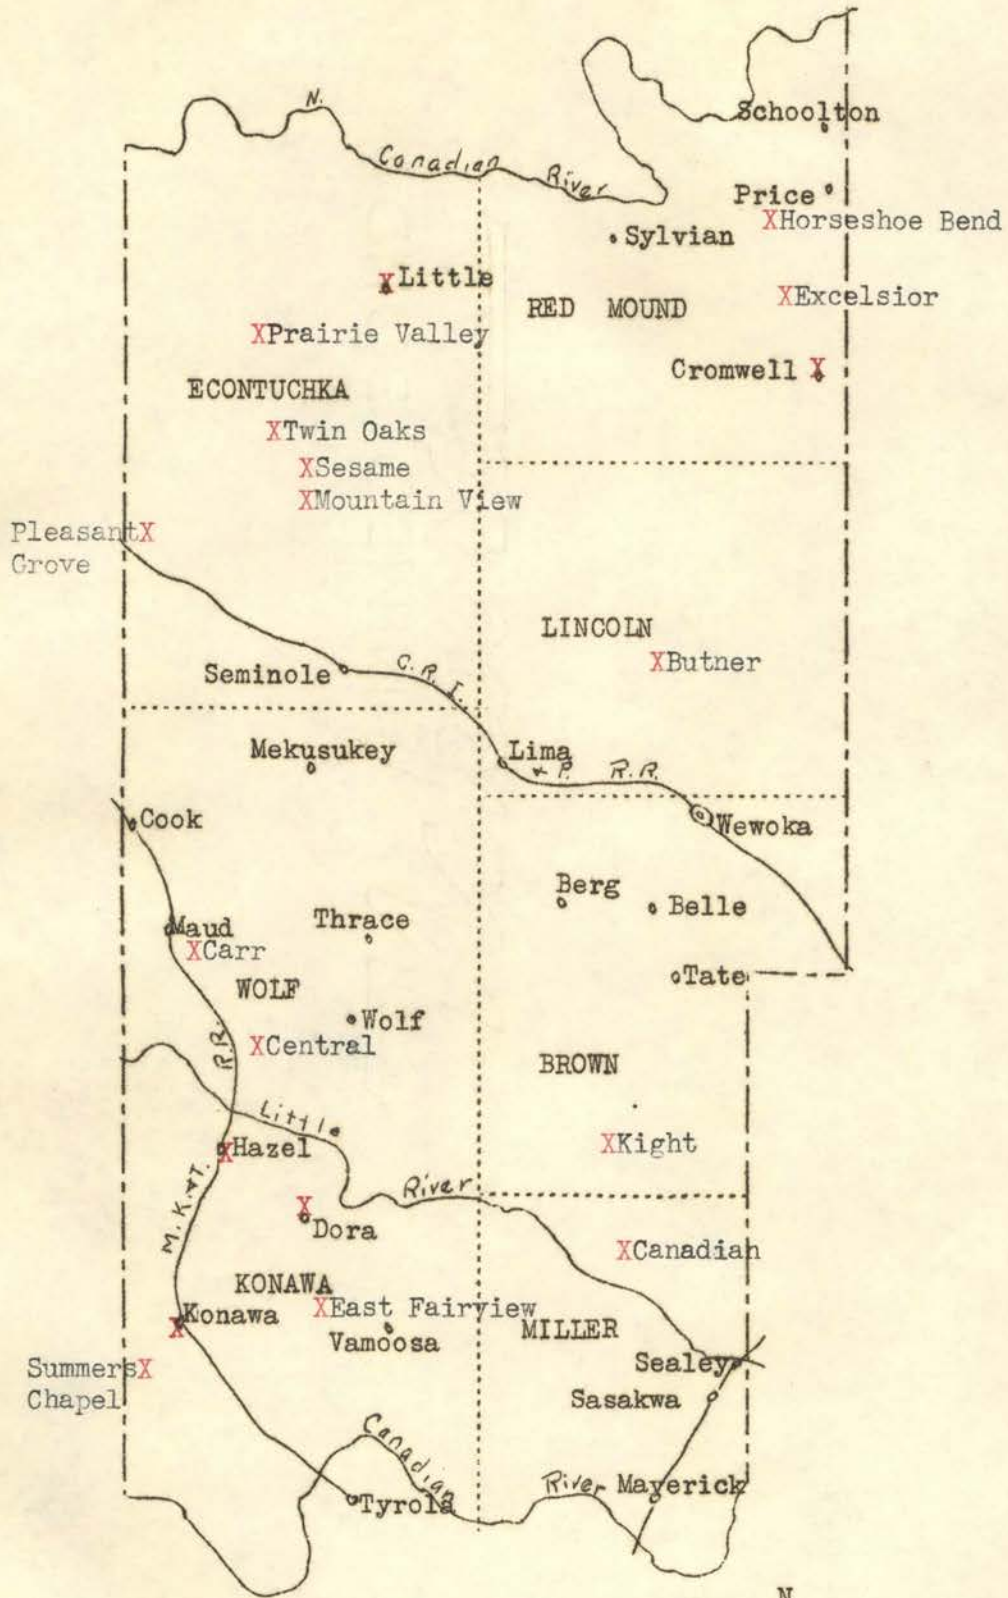 N.
Canadian
River
Schoolton
Price
XHorseshoe Bend
Sylvian
XLittle
RED MOUND
XExcelsior
XPrairie Valley
Cromwell X
ECONTUCHKA
XTwin Oaks
XSesame
XMountain View
PleasantX
Grove
LINCOLN
XButner
Seminole
C. R. I.
Mekusukey
Lima
& P. R.R.
Cook
Wewoka
Berg
Belle
Maud
Thrace
XCarr
Tate
WOLF
Wolf
R.R.
XCentral
BROWN
Little
XHazel
XKight
M. K. & T.
River
X
Dora
XCanadian
KONAWA
XKonawa
XEast Fairview
Vamoosa
MILLER
Sealey
SummersX
Chapel
Sasakwa
Canadian
River
Maverick
Tyrola
N